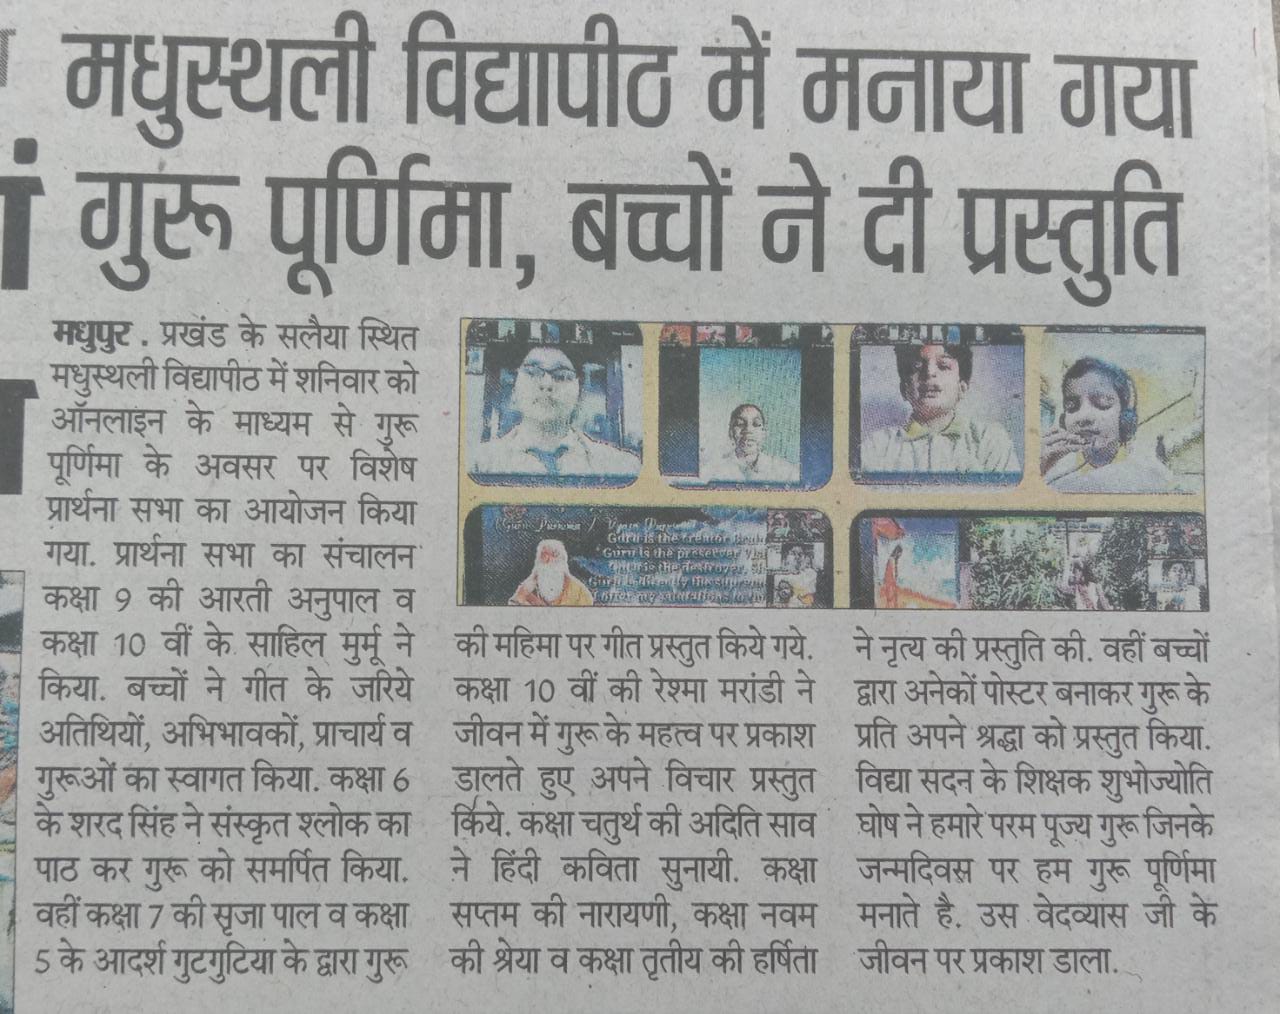 मधुस्थली विद्यापीठ में मनाया गया
गुरू पूर्णिमा, बच्चों ने दी प्रस्तुति
मधुपुर . प्रखंड के सलैया स्थित
मधुस्थली विद्यापीठ में शनिवार को
ऑनलाइन के माध्यम से गुरू
पूर्णिमा के अवसर पर विशेष
प्रार्थना सभा का आयोजन किया
गया. प्रार्थना सभा का संचालन
कक्षा 9 की आरती अनुपाल व
कक्षा 10 वीं के साहिल मुर्मू ने
किया. बच्चों ने गीत के जरिये
अतिथियों, अभिभावकों, प्राचार्य व
गुरूओं का स्वागत किया. कक्षा 6
के शरद सिंह ने संस्कृत श्लोक का
पाठ कर गुरू को समर्पित किया.
वहीं कक्षा 7 की सृजा पाल व कक्षा
5 के आदर्श गुटगुटिया के द्वारा गुरू
Guru is the creator
Guru is the preserver
is the destroyer,
की महिमा पर गीत प्रस्तुत किये गये.
कक्षा 10 वीं की रेश्मा मरांडी ने
जीवन में गुरू के महत्व पर प्रकाश
डालते हुए अपने विचार प्रस्तुत
किये. कक्षा चतुर्थ की अदिति साव
ने हिंदी कविता सुनायी. कक्षा
सप्तम की नारायणी, कक्षा नवम
की श्रेया व कक्षा तृतीय की हर्षिता
ने नृत्य की प्रस्तुति की. वहीं बच्चों
द्वारा अनेकों पोस्टर बनाकर गुरू के
प्रति अपने श्रद्धा को प्रस्तुत किया.
विद्या सदन के शिक्षक शुभोज्योति
घोष ने हमारे परम पूज्य गुरू जिनके
जन्मदिवस पर हम गुरू पूर्णिमा
मनाते है. उस वेदव्यास जी के
जीवन पर प्रकाश डाला.